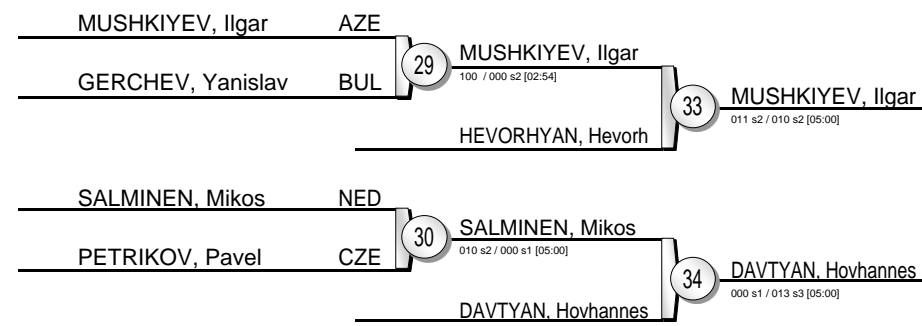 MUSHKIYEV, Ilgar AZE
29
MUSHKIYEV, Ilgar
100 / 000 s2 [02:54]
GERCHEV, Yanislav BUL
33
MUSHKIYEV, Ilgar
011 s2 / 010 s2 [05:00]
HEVORHYAN, Hevorh
SALMINEN, Mikos NED
30
SALMINEN, Mikos
010 s2 / 000 s1 [05:00]
PETRIKOV, Pavel CZE
34
DAVTYAN, Hovhannes
000 s1 / 013 s3 [05:00]
DAVTYAN, Hovhannes